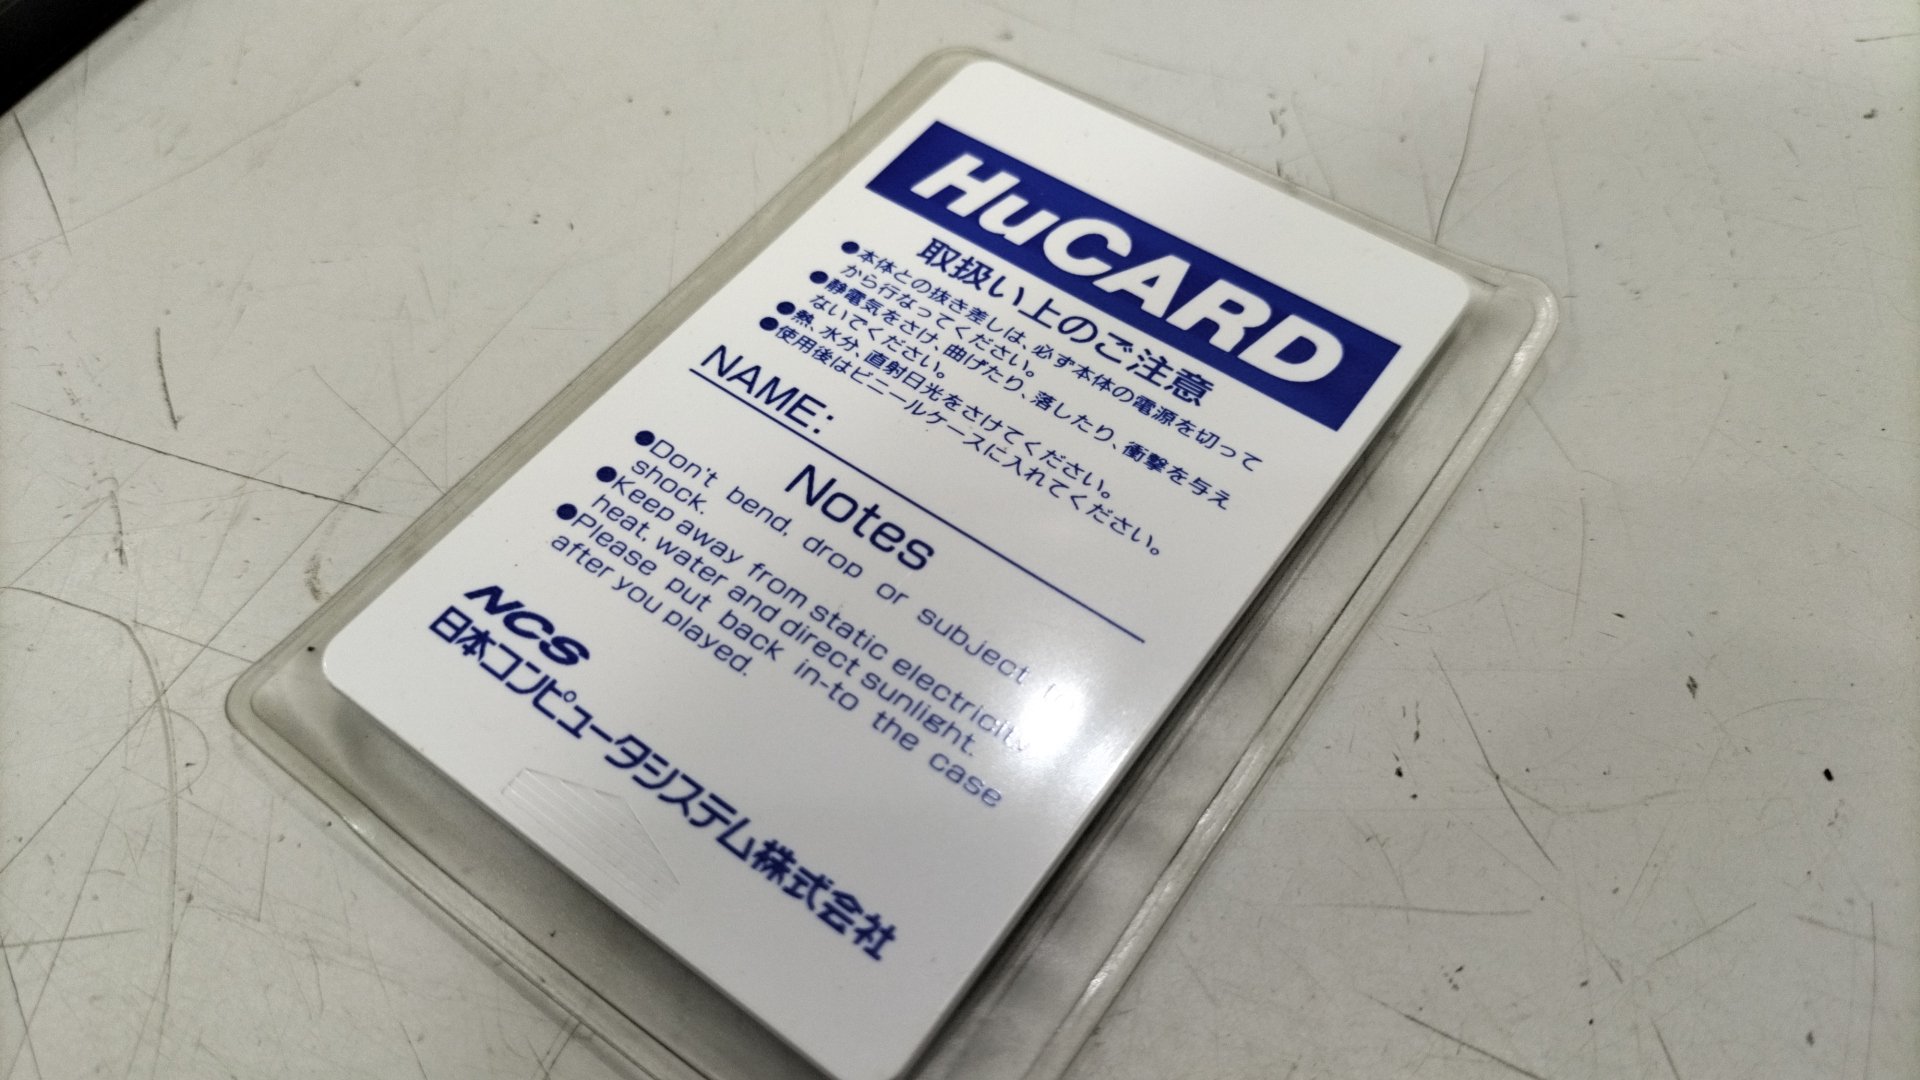 HuCARD
取扱い上のご注意
●本体との抜き差しは、必ず本体の電源を切って
から行なってください。
●静電気をさけ、曲げたり、落したり、衝撃を与え
ないでください。
●熱、水分、直射日光をさけてください。
●使用後はビニールケースに入れてください。
NAME:
Notes
●Don't bend, drop or subject to
shock.
●Keep away from static electricity,
heat, water and direct sunlight.
●Please put back in-to the case
after you played.
NCS
日本コンピュータシステム株式会社